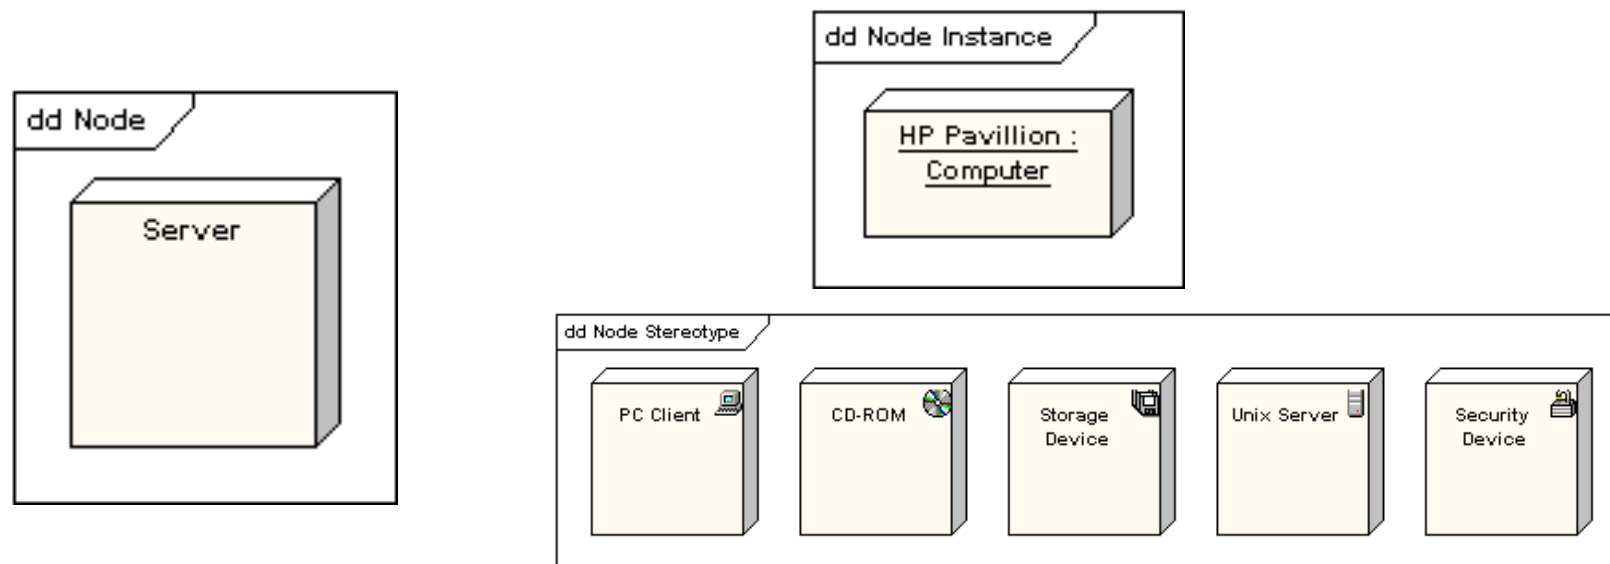 dd Node
Server
dd Node Instance
HP Pavillion :
Computer
dd Node Stereotype
PC Client
CD-ROM
Storage
Device
Unix Server
Security
Device